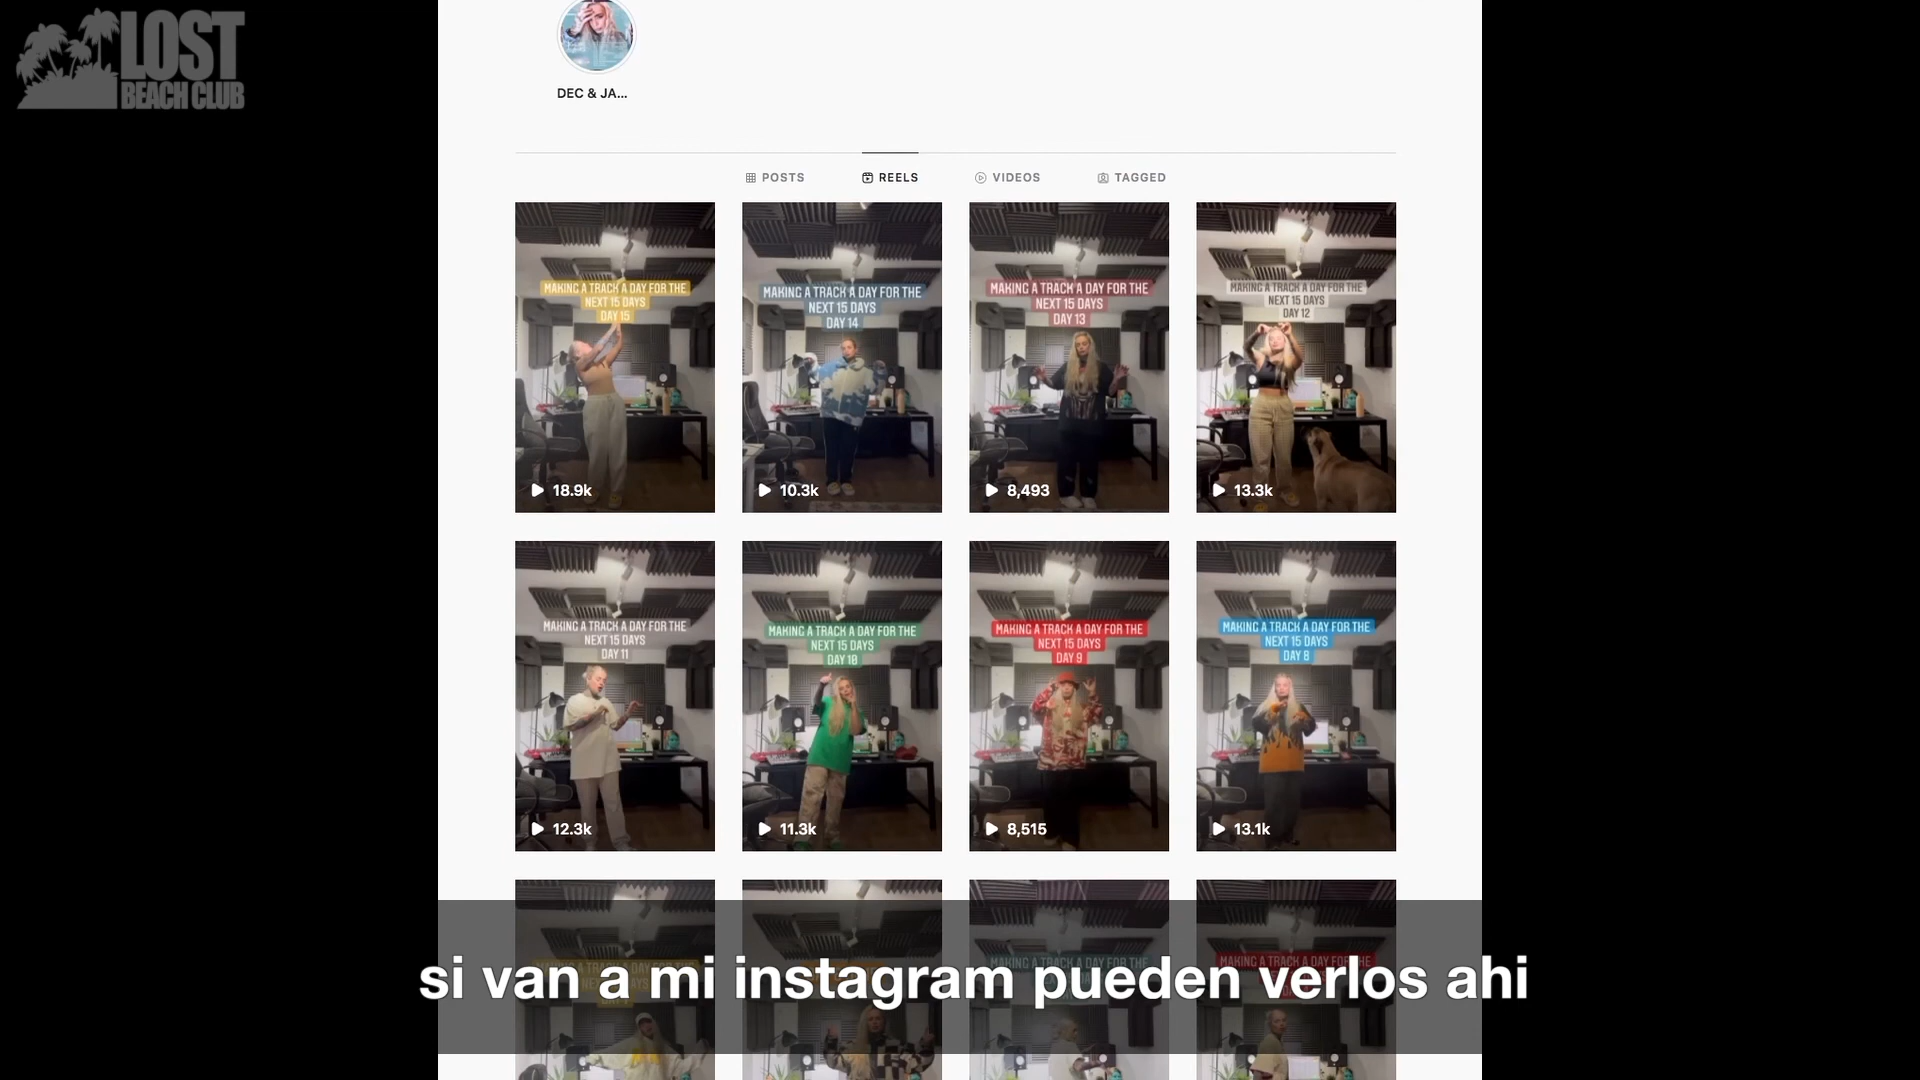 LOST
BEACH CLUB
DEC & JA...
POSTS
REELS
VIDEOS
TAGGED
MAKING A TRACK A DAY FOR THE
NEXT 15 DAYS
DAY 15
18.9k
MAKING A TRACK A DAY FOR THE
NEXT 15 DAYS
DAY 14
10.3k
MAKING A TRACK A DAY FOR THE
NEXT 15 DAYS
DAY 13
8,493
MAKING A TRACK A DAY FOR THE
NEXT 15 DAYS
DAY 12
13.3k
MAKING A TRACK A DAY FOR THE
NEXT 15 DAYS
DAY 11
12.3k
MAKING A TRACK A DAY FOR THE
NEXT 15 DAYS
DAY 10
11.3k
MAKING A TRACK A DAY FOR THE
NEXT 15 DAYS
DAY 9
8,515
MAKING A TRACK A DAY FOR THE
NEXT 15 DAYS
DAY 8
13.1k
si van a mi instagram pueden verlos ahi